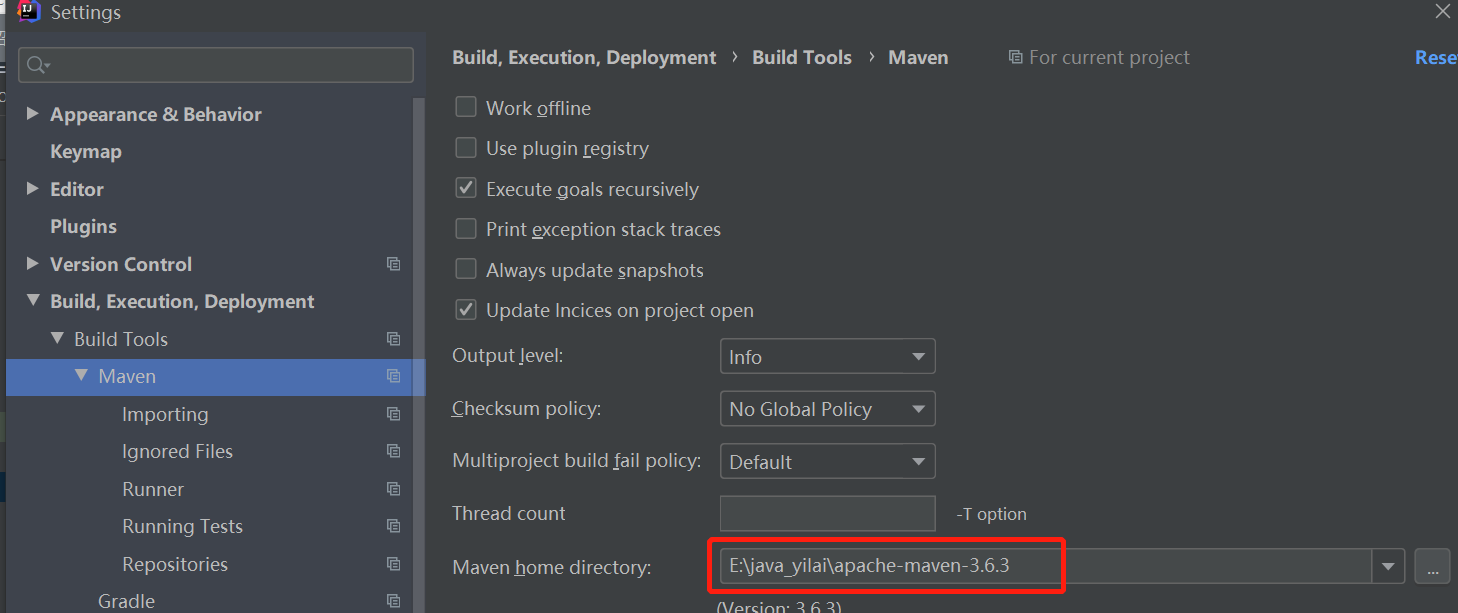 Settings
Build, Execution, Deployment › Build Tools › Maven For current project Rese
Appearance & Behavior
Keymap
Editor
Plugins
Version Control
Build, Execution, Deployment
Build Tools
Maven
Importing
Ignored Files
Runner
Running Tests
Repositories
Gradle
Work offline
Use plugin registry
Execute goals recursively
Print exception stack traces
Always update snapshots
Update Incices on project open
Output level: Info
Checksum policy: No Global Policy
Multiproject build fail policy: Default
Thread count -T option
Maven home directory: E:\java_yilai\apache-maven-3.6.3 ...
(Version: 3.6.3)